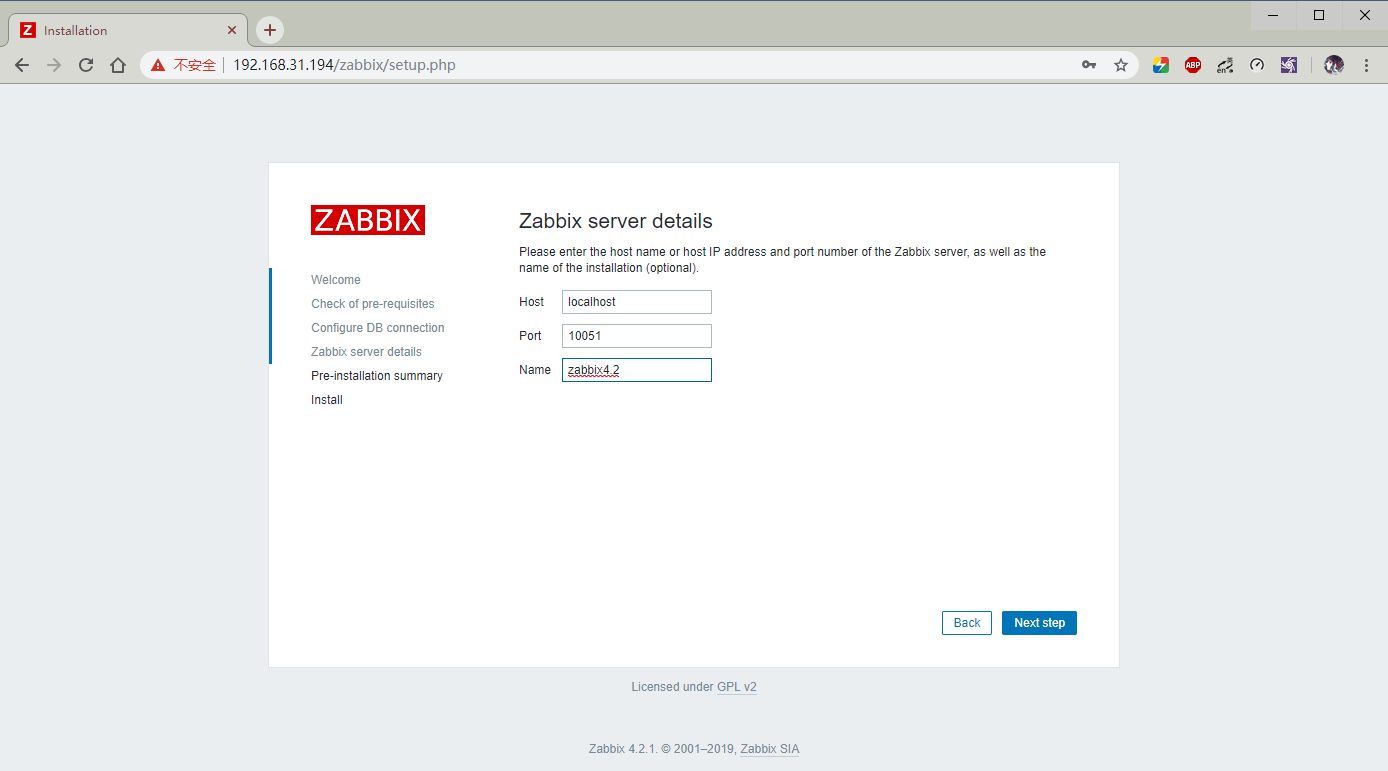 Installation
不安全 192.168.31.194/zabbix/setup.php
ABP
en
ZABBIX
Welcome
Check of pre-requisites
Configure DB connection
Zabbix server details
Pre-installation summary
Install
Zabbix server details
Please enter the host name or host IP address and port number of the Zabbix server, as well as the
name of the installation (optional).
Host localhost
Port 10051
Name zabbix4.2
Back Next step
Licensed under GPL v2
Zabbix 4.2.1. © 2001–2019, Zabbix SIA